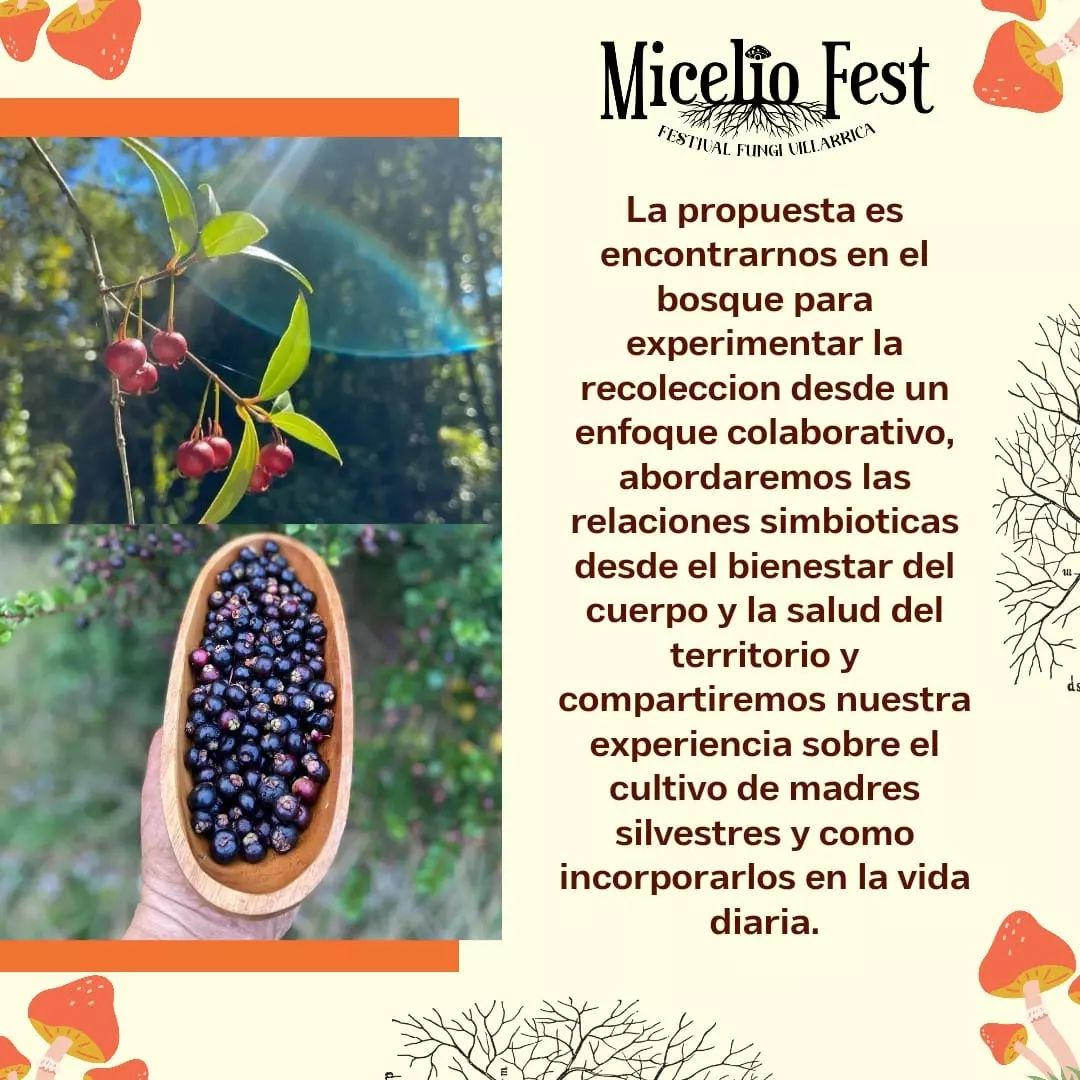 Micelio Fest
FESTIVAL FUNGI VILLARRICA
La propuesta es
encontrarnos en el
bosque para
experimentar la
recoleccion desde un
enfoque colaborativo,
abordaremos las
relaciones simbioticas
desde el bienestar del
cuerpo y la salud del
territorio y
compartiremos nuestra
experiencia sobre el
cultivo de madres
silvestres y como
incorporarlos en la vida
diaria.